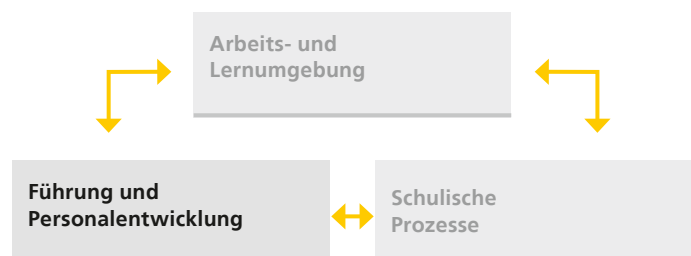 Arbeits- und
Lernumgebung
Führung und
Personalentwicklung
Schulische
Prozesse